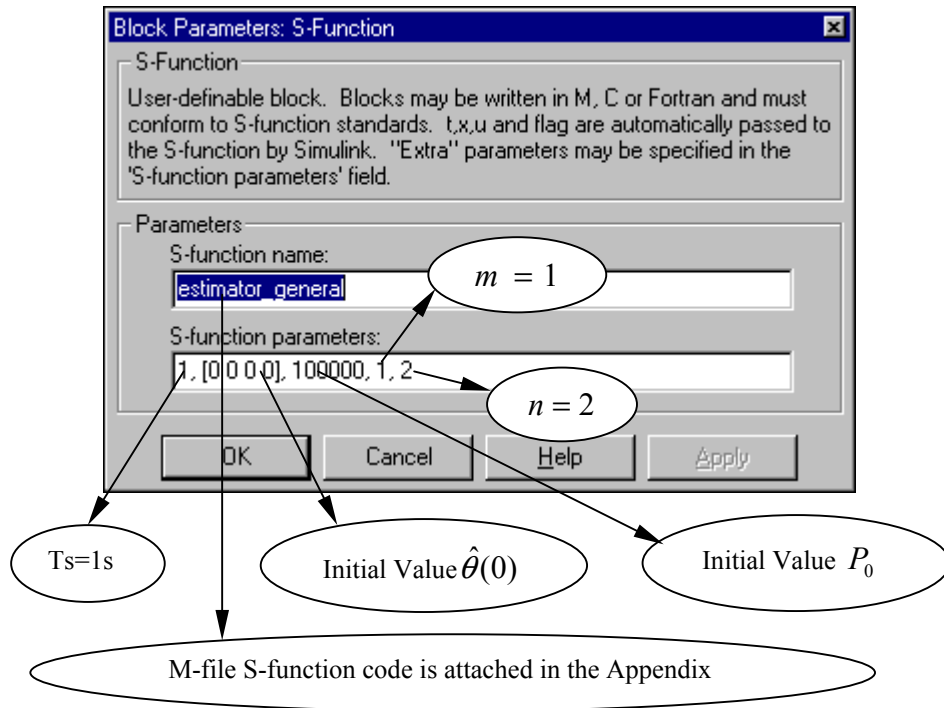 Block Parameters: S-Function
S-Function
User-definable block. Blocks may be written in M, C or Fortran and must
conform to S-function standards. t,x,u and flag are automatically passed to
the S-function by Simulink. "Extra" parameters may be specified in the
'S-function parameters' field.
Parameters
S-function name:
estimator_general
m = 1
S-function parameters:
1, [0 0 0 0], 100000, 1, 2
n = 2
OK Cancel Help Apply
Ts=1s
Initial Value θ̂(0)
Initial Value P₀
M-file S-function code is attached in the Appendix